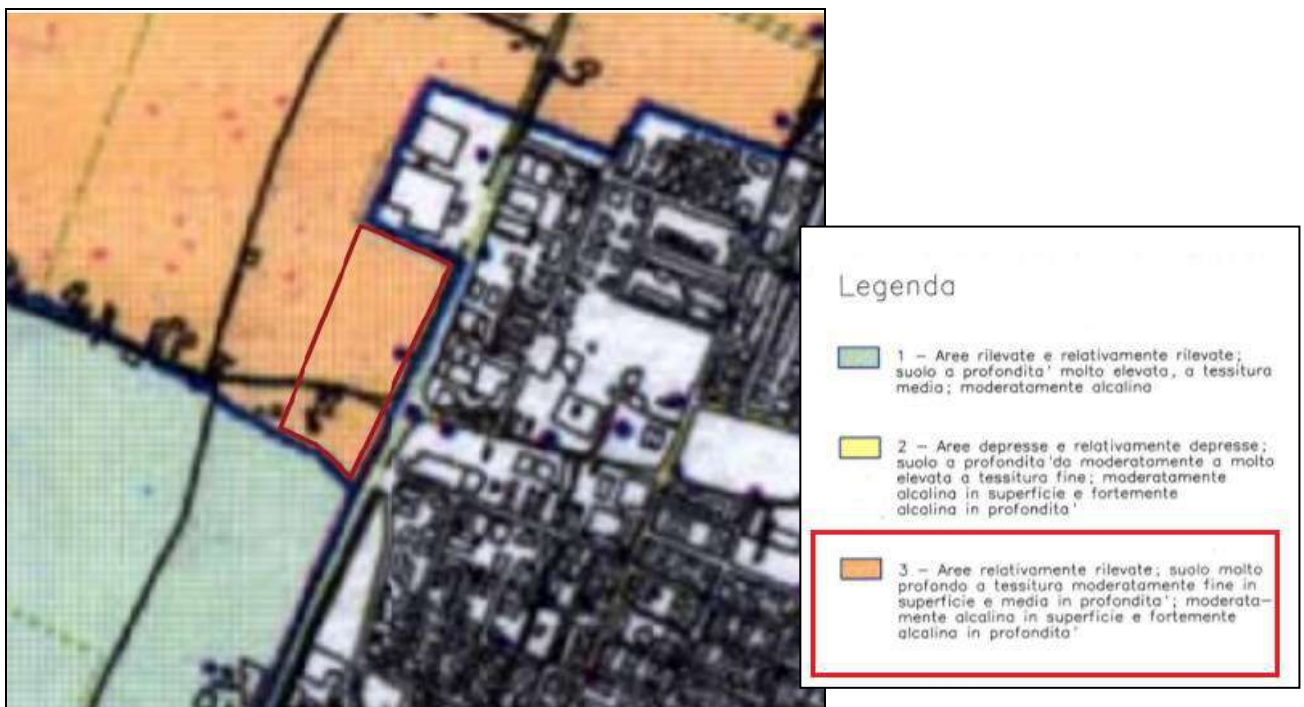 Legenda
1 – Aree rilevate e relativamente rilevate;
suolo a profondita' molto elevata, a tessitura
media; moderatamente alcalina
2 – Aree depresse e relativamente depresse;
suolo a profondita' da moderatamente a molto
elevata a tessitura fine; moderatamente
alcalina in superficie e fortemente
alcalina in profondita'
3 – Aree relativamente rilevate; suolo molto
profondo a tessitura moderatamente fine in
superficie e media in profondita'; moderata–
mente alcalina in superficie e fortemente
alcalina in profondita'